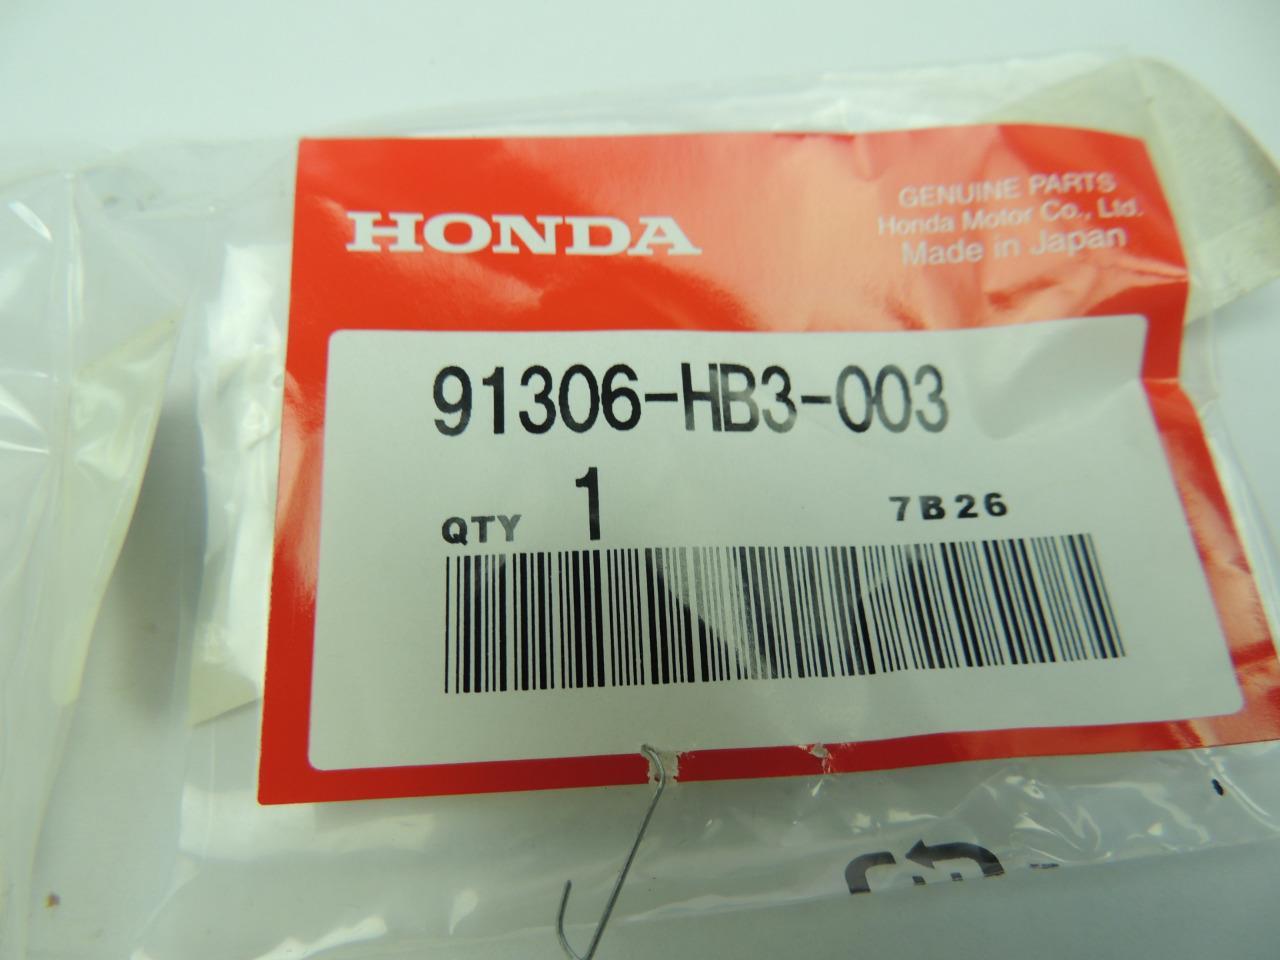 HONDA
GENUINE PARTS
Honda Motor Co., Ltd.
Made in Japan
91306-HB3-003
QTY 1
7B26